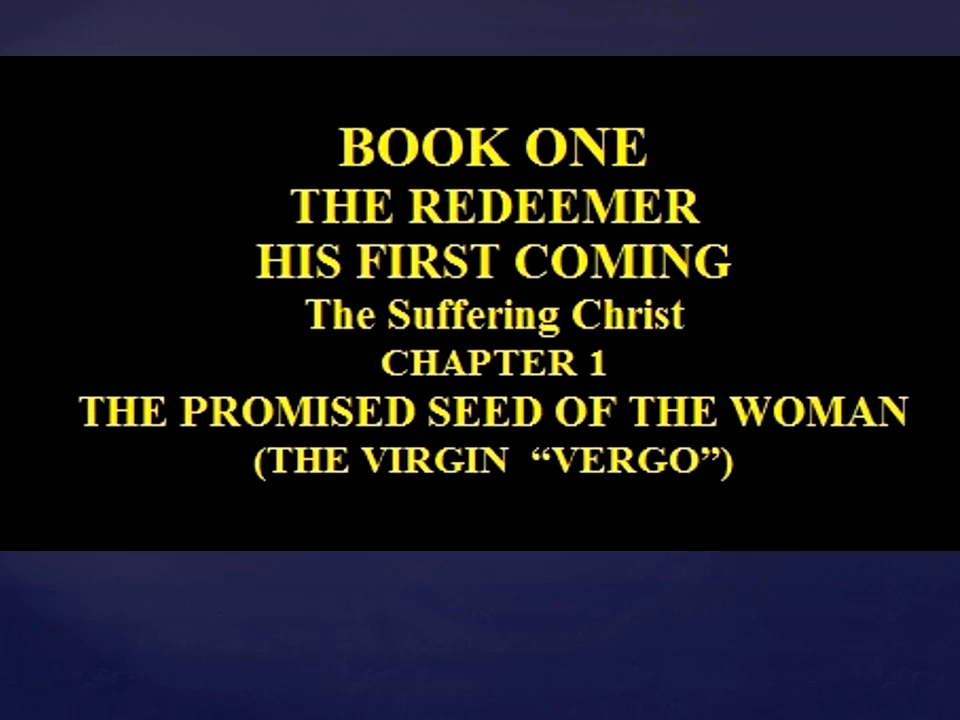 BOOK ONE
THE REDEEMER
HIS FIRST COMING
The Suffering Christ
CHAPTER 1
THE PROMISED SEED OF THE WOMAN
(THE VIRGIN “VERGO”)